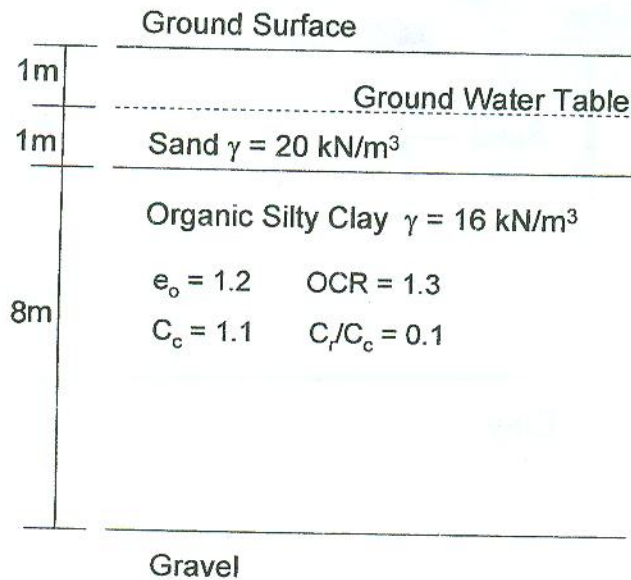 Ground Surface
1m
Ground Water Table
1m
Sand γ = 20 kN/m³
Organic Silty Clay γ = 16 kN/m³
eₒ = 1.2 OCR = 1.3
8m
C꜀ = 1.1 Cᵣ/C꜀ = 0.1
Gravel